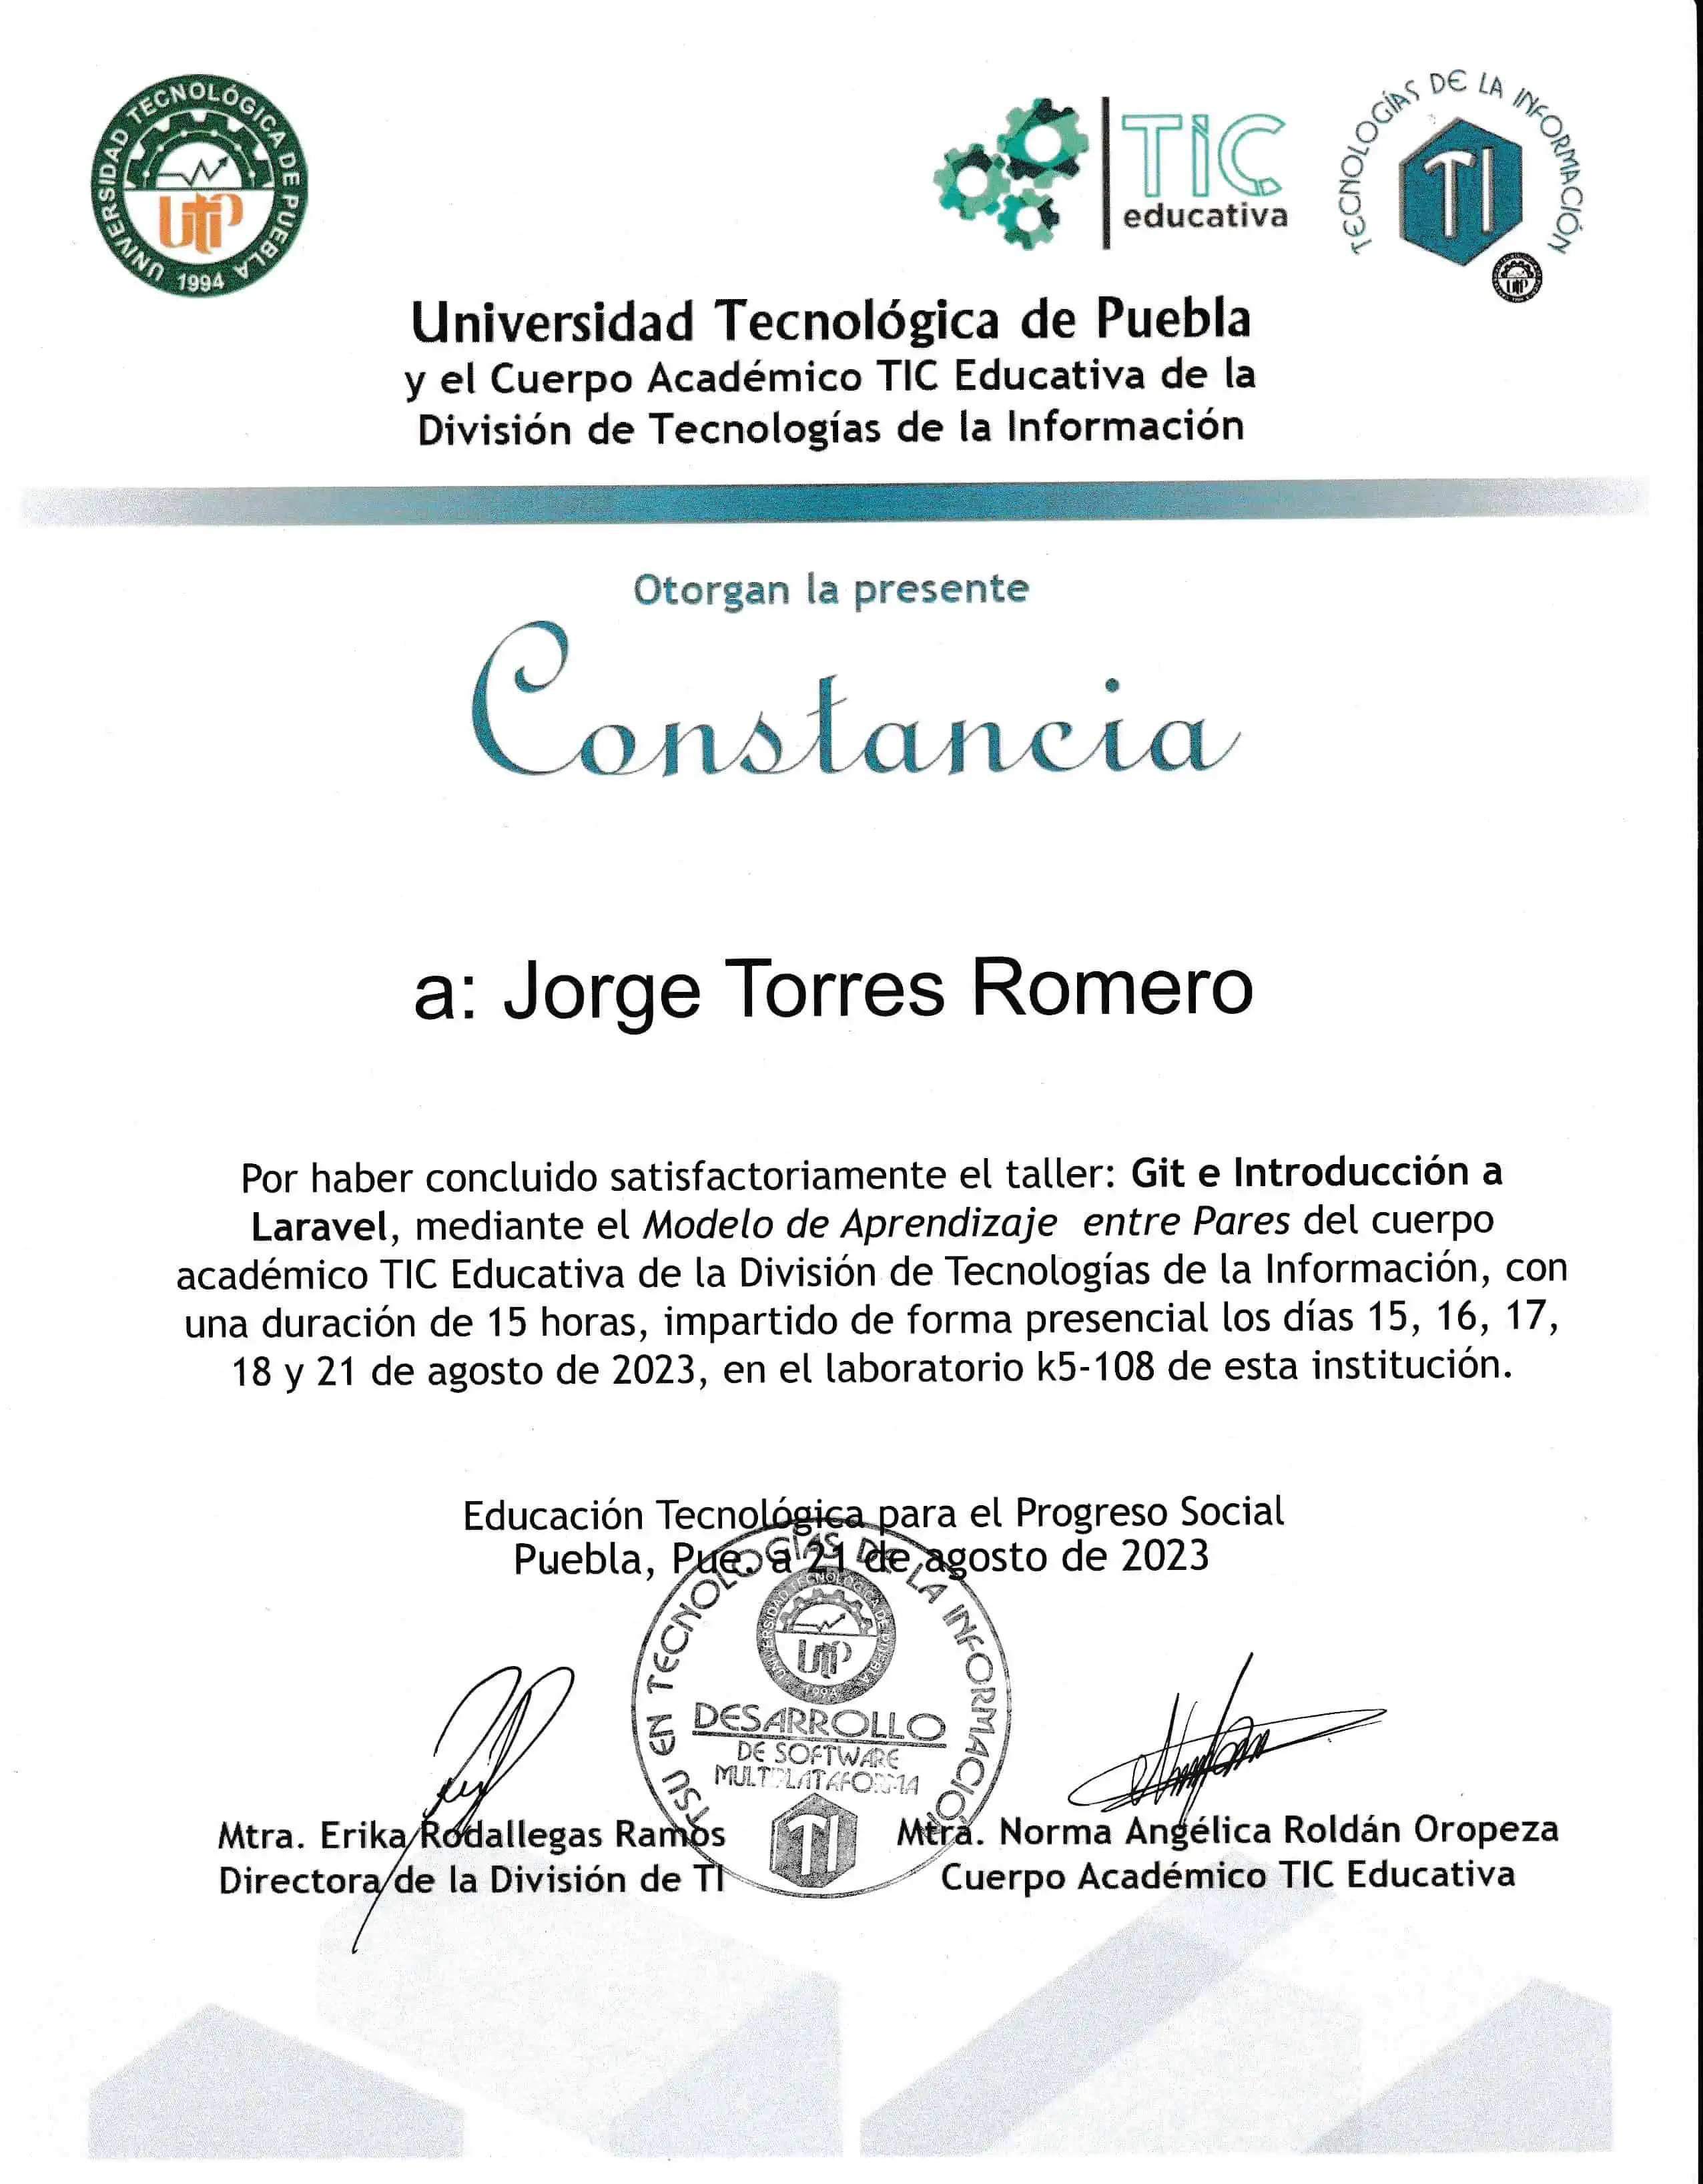 UNIVERSIDAD TECNOLÓGICA DE PUEBLA
UTP
1994
TIC
educativa
TECNOLOGÍAS DE LA INFORMACIÓN
TI
UTP
Universidad Tecnológica de Puebla
y el Cuerpo Académico TIC Educativa de la
División de Tecnologías de la Información
Otorgan la presente
Constancia
a: Jorge Torres Romero
Por haber concluido satisfactoriamente el taller: Git e Introducción a
Laravel, mediante el Modelo de Aprendizaje entre Pares del cuerpo
académico TIC Educativa de la División de Tecnologías de la Información, con
una duración de 15 horas, impartido de forma presencial los días 15, 16, 17,
18 y 21 de agosto de 2023, en el laboratorio k5-108 de esta institución.
Educación Tecnológica para el Progreso Social
Puebla, Pue. a 21 de agosto de 2023
TSU EN TECNOLOGÍAS DE LA INFORMACIÓN
UNIVERSIDAD TECNOLÓGICA DE PUEBLA
UTP
1994
DESARROLLO
DE SOFTWARE
MULTIPLATAFORMA
TI
Mtra. Erika Rodallegas Ramos
Directora de la División de TI
Mtra. Norma Angélica Roldán Oropeza
Cuerpo Académico TIC Educativa